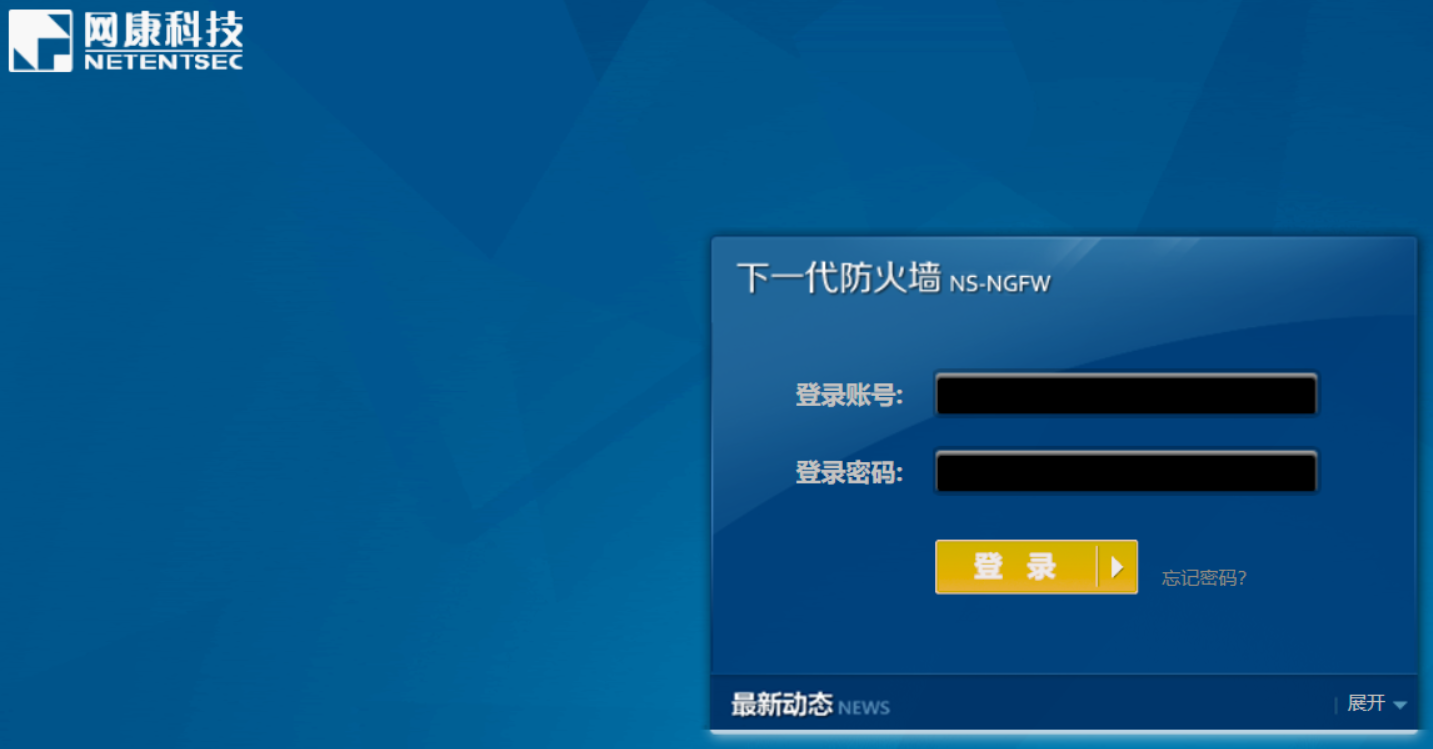 网康科技
NETENTSEC
下一代防火墙 NS-NGFW
登录账号:
登录密码:
登 录
忘记密码?
最新动态 NEWS
展开